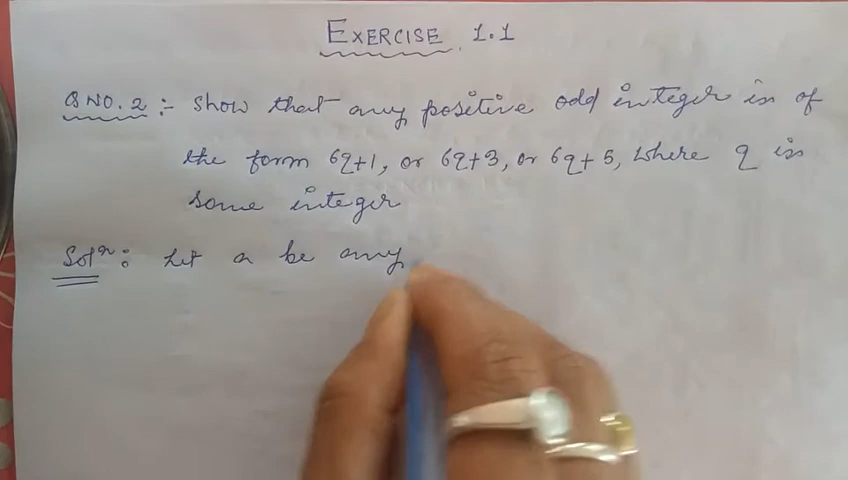 EXERCISE 1.1
Q NO. 2 :- Show that any positive odd integer is of
the form 6q+1, or 6q+3, or 6q+5, where q is
some integer
Solⁿ : Let a be any